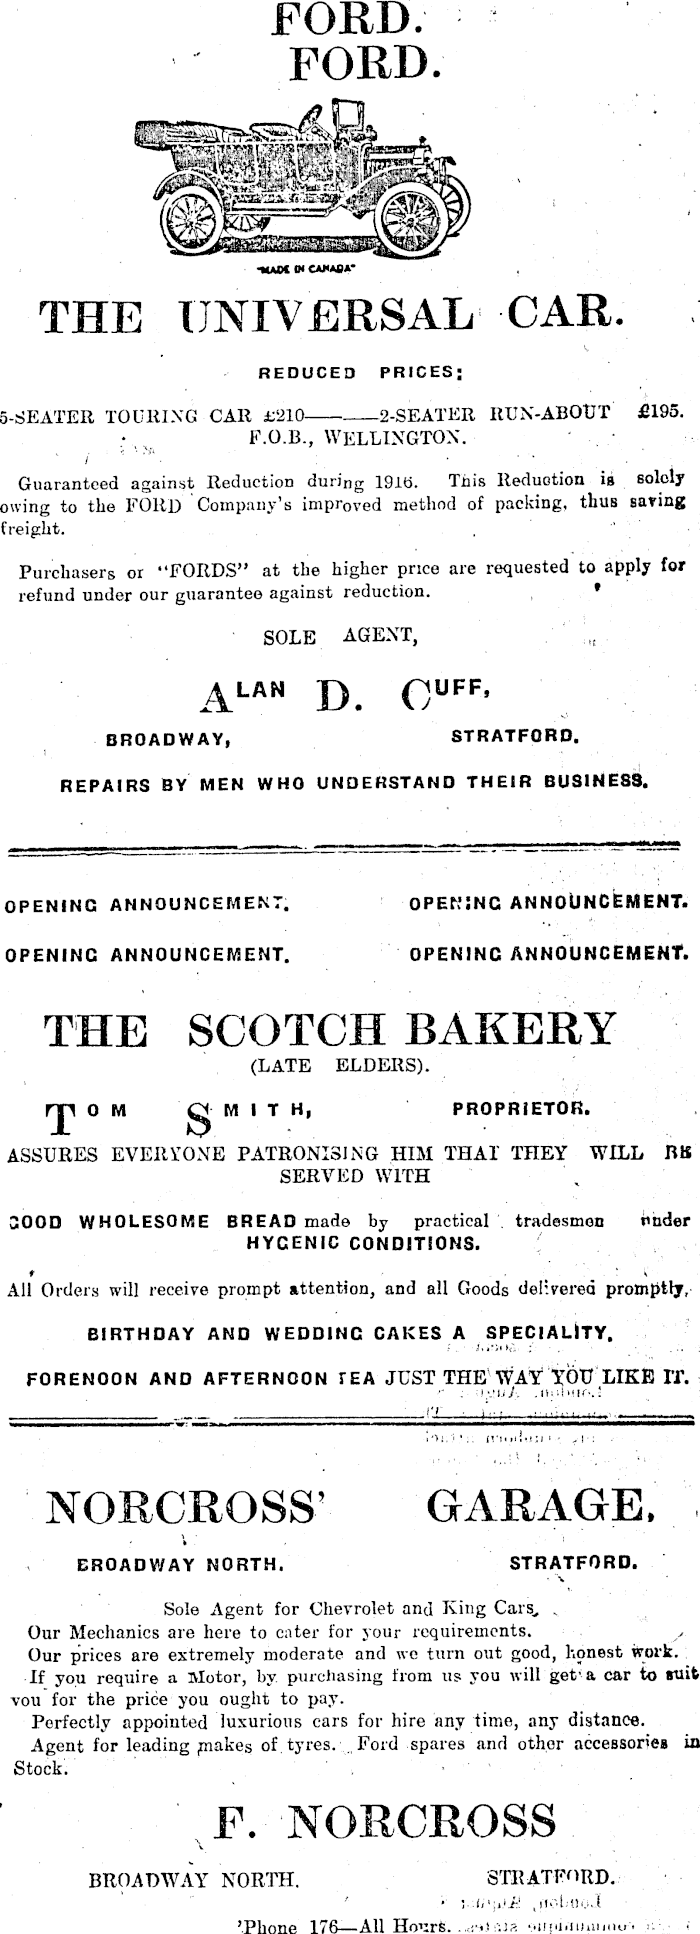 FORD.
FORD.
"MADE IN CANADA"
THE UNIVERSAL CAR.
REDUCED PRICES:
5-SEATER TOURING CAR £210————2-SEATER RUN-ABOUT £195.
F.O.B., WELLINGTON.
Guaranteed against Reduction during 1916. This Reduction is solely
owing to the FORD Company's improved method of packing, thus saving
freight.
Purchasers or "FORDS" at the higher price are requested to apply for
refund under our guarantee against reduction.
SOLE AGENT,
ALAN D. CUFF,
BROADWAY, STRATFORD.
REPAIRS BY MEN WHO UNDERSTAND THEIR BUSINESS.
OPENING ANNOUNCEMENT. OPENING ANNOUNCEMENT.
OPENING ANNOUNCEMENT. OPENING ANNOUNCEMENT.
THE SCOTCH BAKERY
(LATE ELDERS).
TOM SMITH, PROPRIETOR.
ASSURES EVERYONE PATRONISING HIM THAT THEY WILL BE
SERVED WITH
GOOD WHOLESOME BREAD made by practical tradesmen under
HYGENIC CONDITIONS.
All Orders will receive prompt attention, and all Goods delivered promptly,
BIRTHDAY AND WEDDING CAKES A SPECIALITY.
FORENOON AND AFTERNOON TEA JUST THE WAY YOU LIKE IT.
NORCROSS' GARAGE,
BROADWAY NORTH. STRATFORD.
Sole Agent for Chevrolet and King Cars.
Our Mechanics are here to cater for your requirements.
Our prices are extremely moderate and we turn out good, honest work.
If you require a Motor, by purchasing from us you will get a car to suit
you for the price you ought to pay.
Perfectly appointed luxurious cars for hire any time, any distance.
Agent for leading makes of tyres. Ford spares and other accessories in
Stock.
F. NORCROSS
BROADWAY NORTH. STRATFORD.
'Phone 176—All Hours.